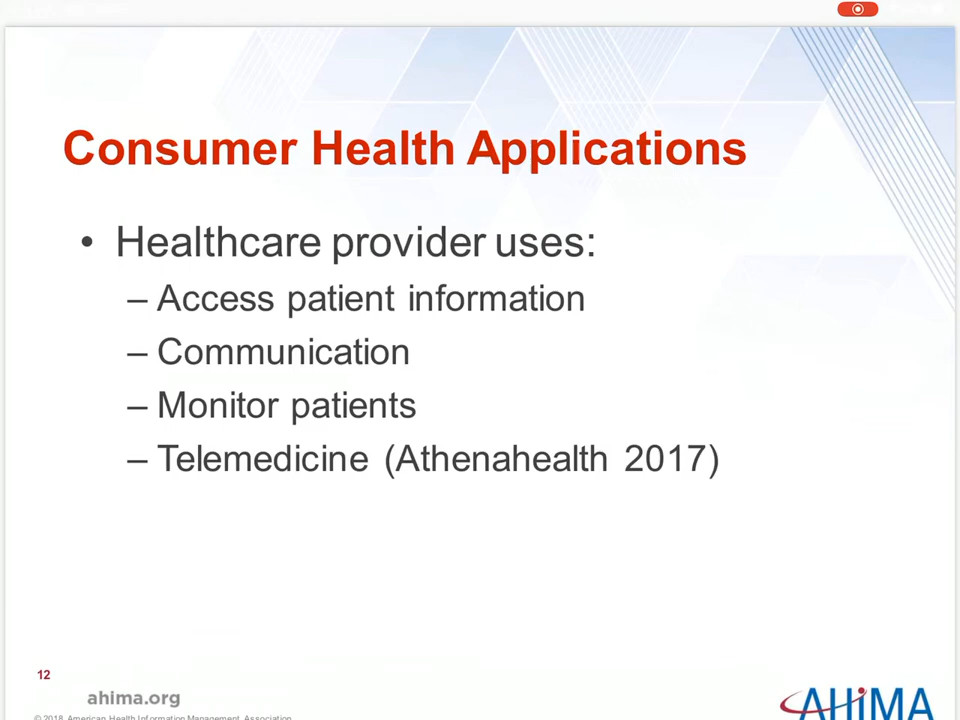 Consumer Health Applications
• Healthcare provider uses:
– Access patient information
– Communication
– Monitor patients
– Telemedicine (Athenahealth 2017)
12
ahima.org
© 2018 American Health Information Management Association
AHIMA